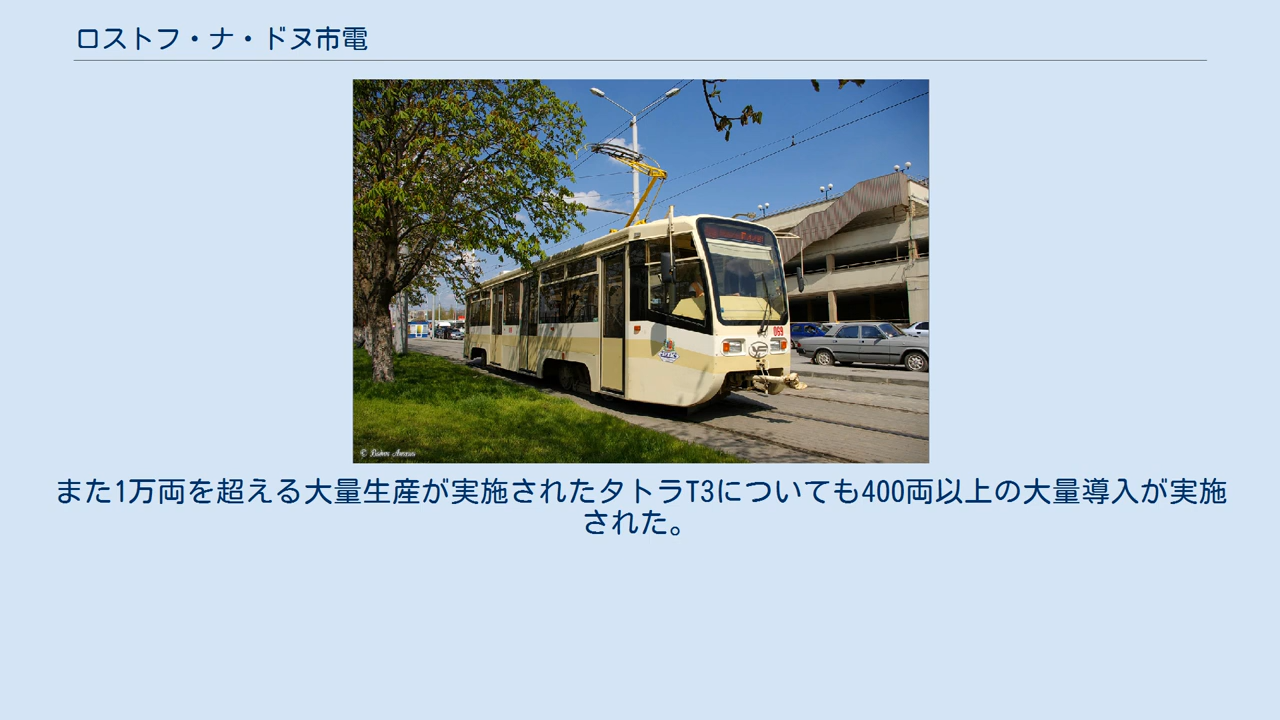 ロストフ・ナ・ドヌ市電
069
また1万両を超える大量生産が実施されたタトラT3についても400両以上の大量導入が実施
された。